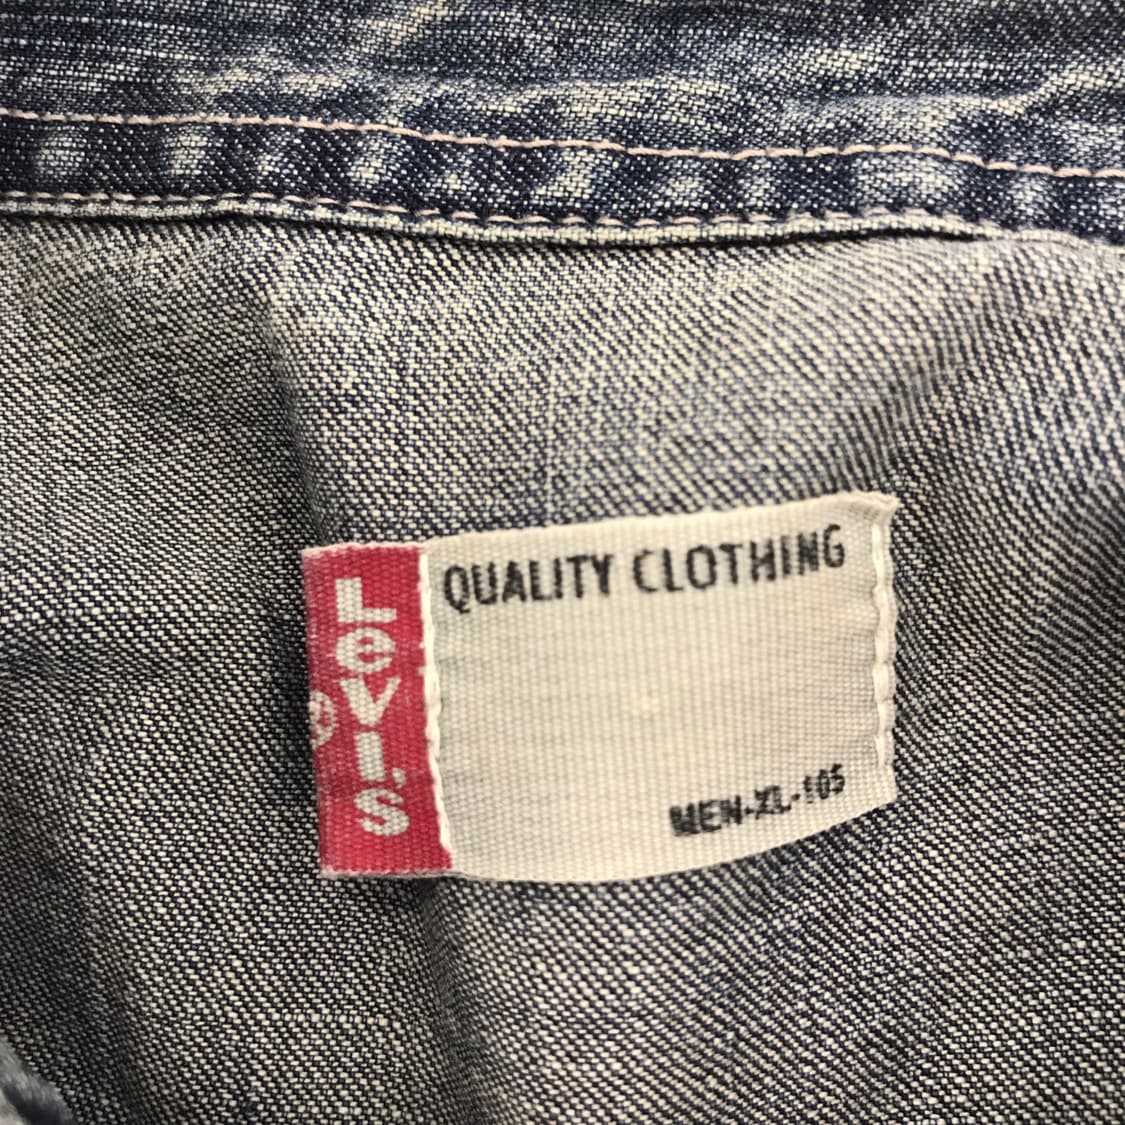 Levi's
®
QUALITY CLOTHING
MEN-XL-105